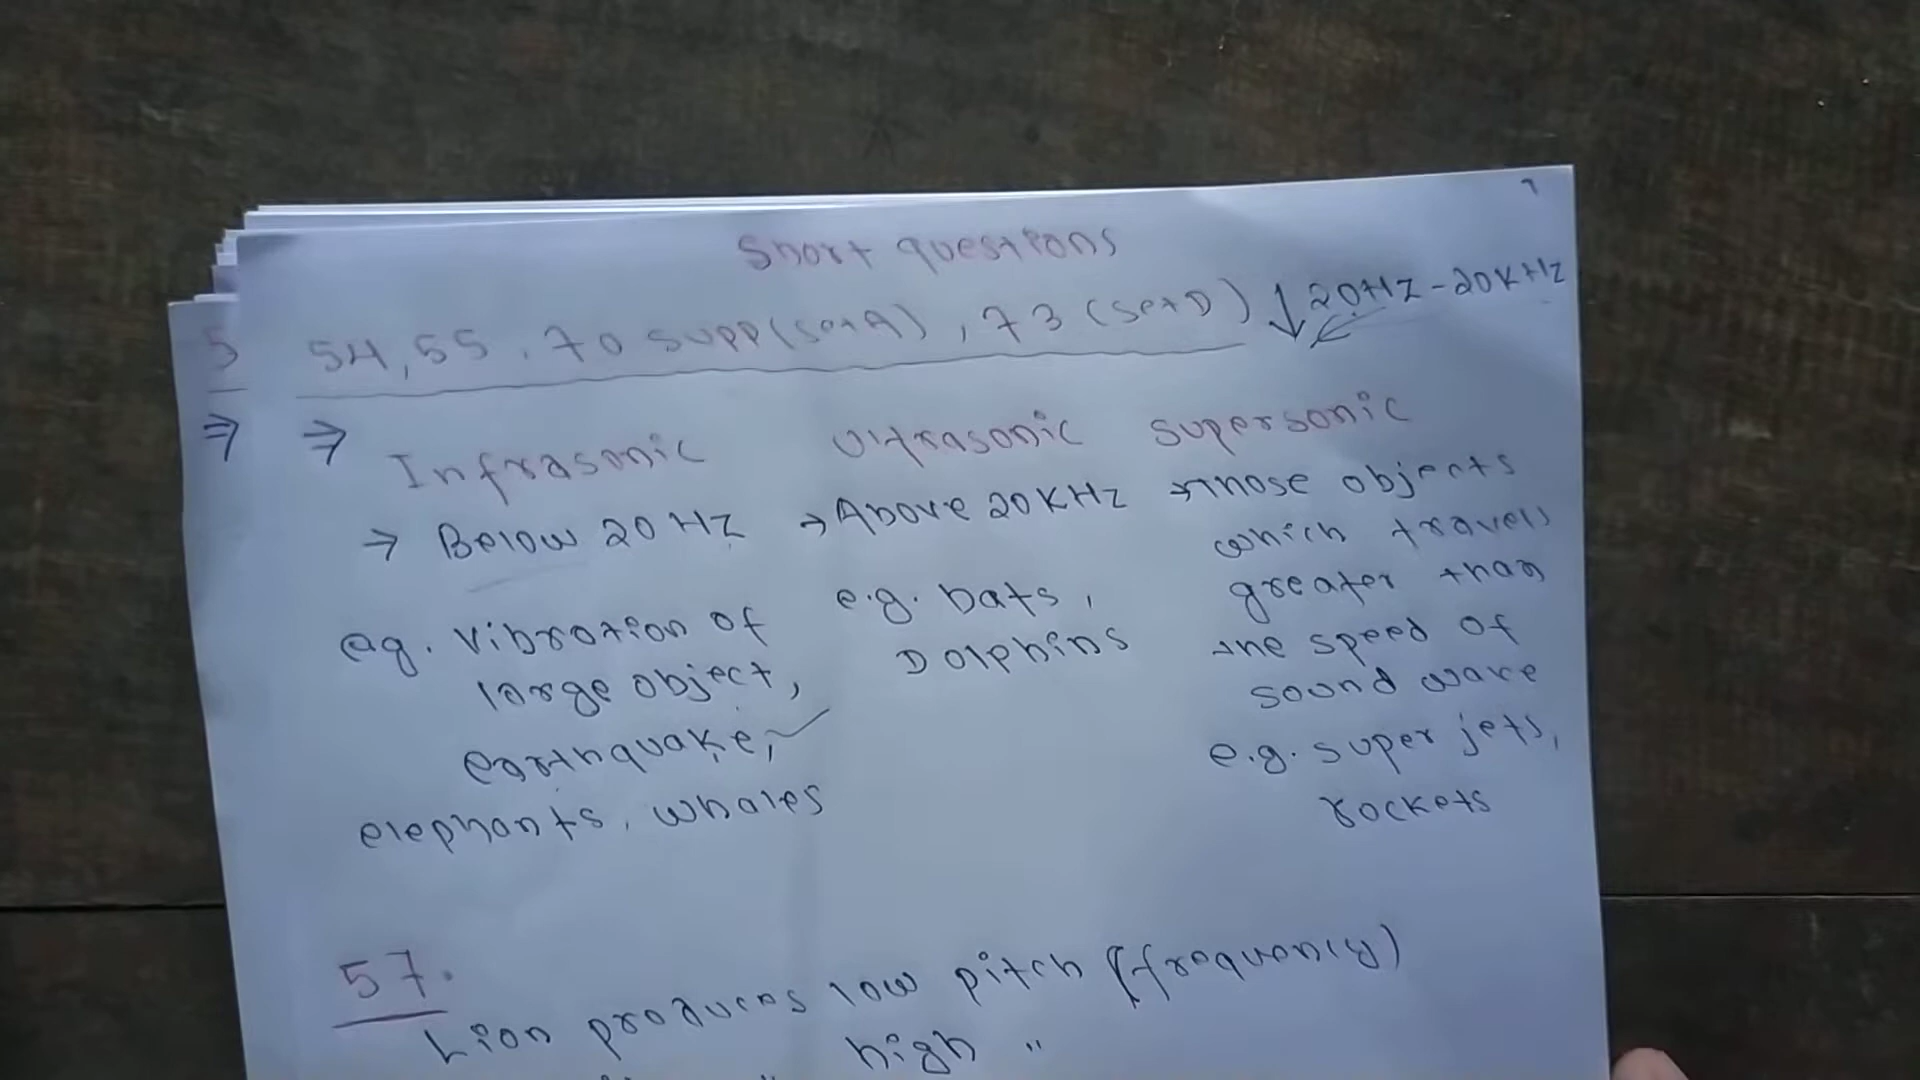 Short questions
54, 55, 70 supp (set A), 73 (set D) ↓ 20Hz - 20KHz
5
⇒ ⇒ Infrasonic Ultrasonic supersonic
→ Below 20 Hz → Above 20KHz → those objects
which travels
eg. vibration of e.g. bats, greater than
large object, Dolphins the speed of
earthquake, sound wave
elephants, whales e.g. super jets,
rockets
57.
Lion produces low pitch (frequency)
high "